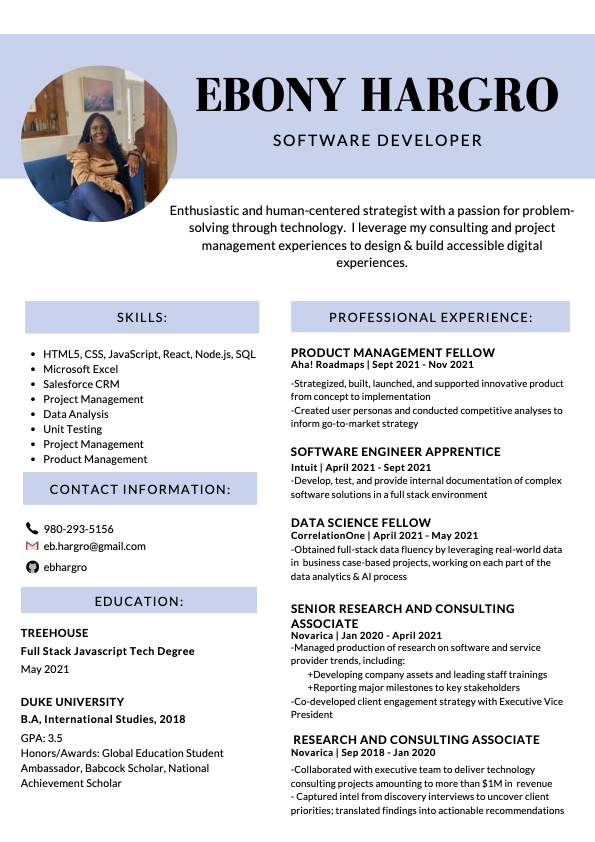 EBONY HARGRO
SOFTWARE DEVELOPER
Enthusiastic and human-centered strategist with a passion for problem-
solving through technology. I leverage my consulting and project
management experiences to design & build accessible digital
experiences.
SKILLS:
• HTML5, CSS, JavaScript, React, Node.js, SQL
• Microsoft Excel
• Salesforce CRM
• Project Management
• Data Analysis
• Unit Testing
• Project Management
• Product Management
CONTACT INFORMATION:
980-293-5156
eb.hargro@gmail.com
ebhargro
EDUCATION:
TREEHOUSE
Full Stack Javascript Tech Degree
May 2021
DUKE UNIVERSITY
B.A, International Studies, 2018
GPA: 3.5
Honors/Awards: Global Education Student
Ambassador, Babcock Scholar, National
Achievement Scholar
PROFESSIONAL EXPERIENCE:
PRODUCT MANAGEMENT FELLOW
Aha! Roadmaps | Sept 2021 - Nov 2021
-Strategized, built, launched, and supported innovative product
from concept to implementation
-Created user personas and conducted competitive analyses to
inform go-to-market strategy
SOFTWARE ENGINEER APPRENTICE
Intuit | April 2021 - Sept 2021
-Develop, test, and provide internal documentation of complex
software solutions in a full stack environment
DATA SCIENCE FELLOW
CorrelationOne | April 2021 - May 2021
-Obtained full-stack data fluency by leveraging real-world data
in business case-based projects, working on each part of the
data analytics & AI process
SENIOR RESEARCH AND CONSULTING
ASSOCIATE
Novarica | Jan 2020 - April 2021
-Managed production of research on software and service
provider trends, including:
+Developing company assets and leading staff trainings
+Reporting major milestones to key stakeholders
-Co-developed client engagement strategy with Executive Vice
President
RESEARCH AND CONSULTING ASSOCIATE
Novarica | Sep 2018 - Jan 2020
-Collaborated with executive team to deliver technology
consulting projects amounting to more than $1M in revenue
- Captured intel from discovery interviews to uncover client
priorities; translated findings into actionable recommendations